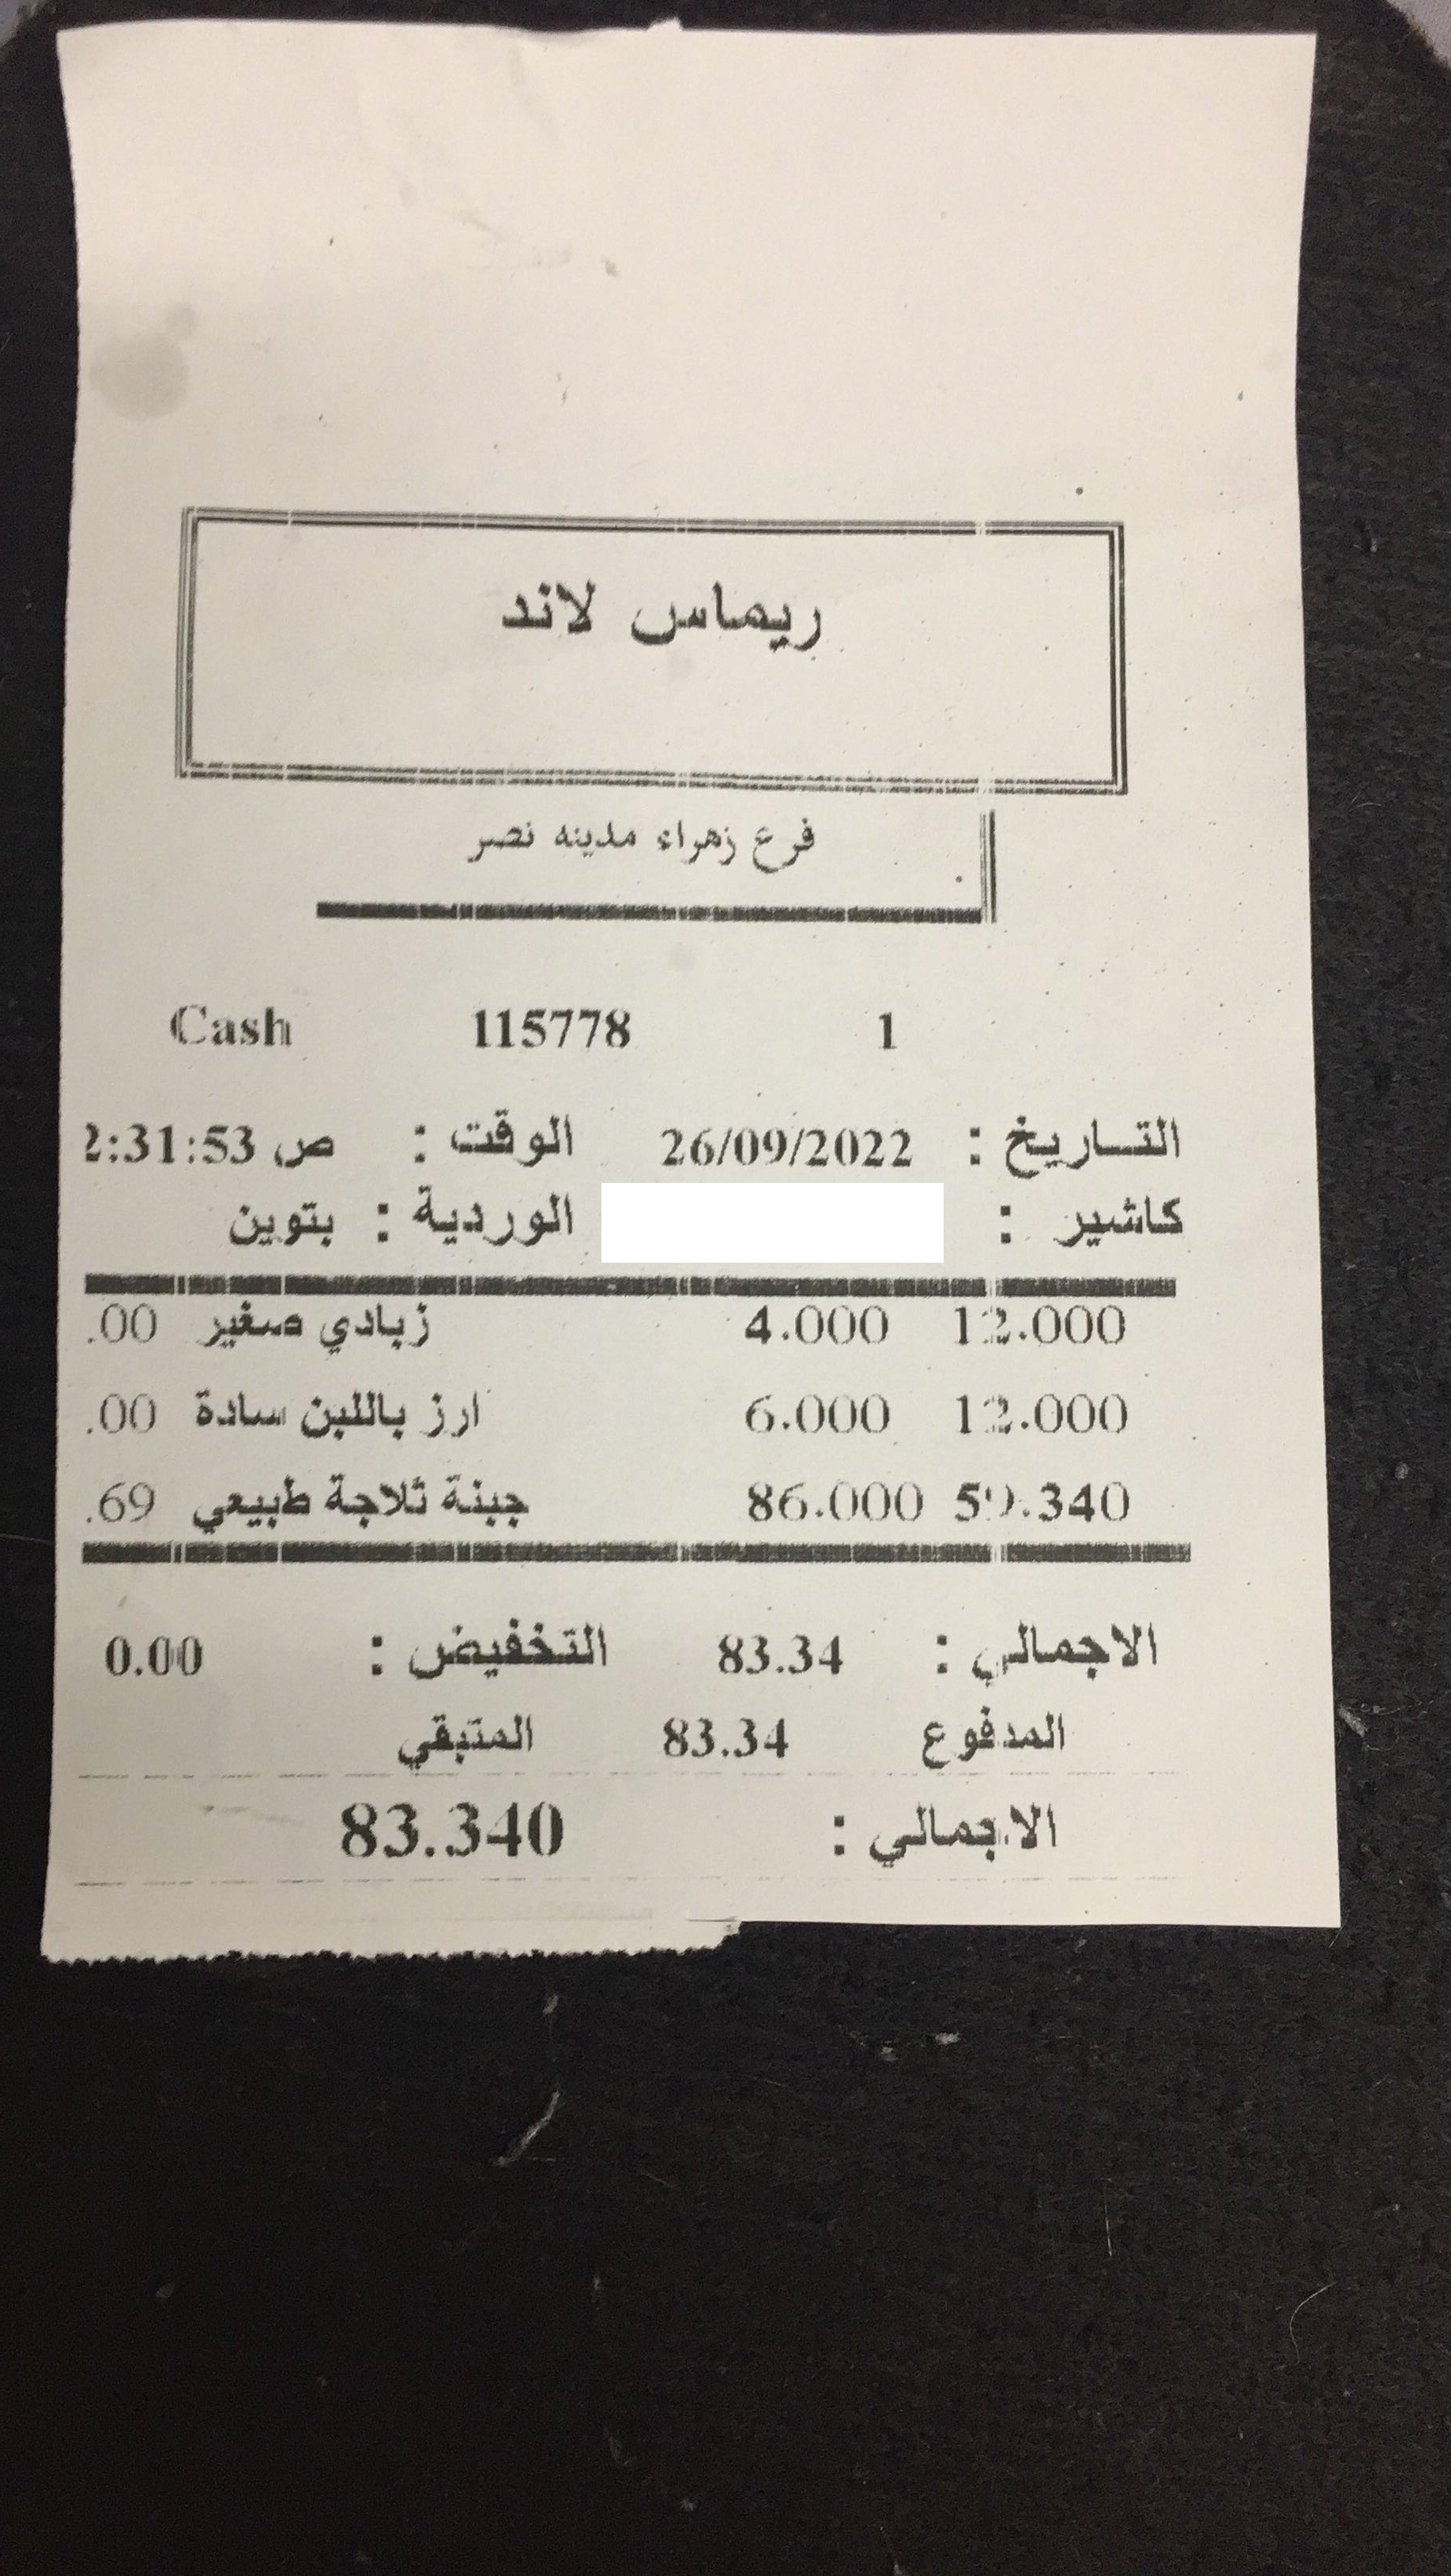 ريماس لاند
فرع زهراء مدينه نصر
1 115778 Cash
التاريخ : 26/09/2022 الوقت : 2:31:53 ص
كاشير : الوردية : بتوين
12.000 4.000 زبادي صغير .00
12.000 6.000 ارز باللبن سادة .00
59.340 86.000 جبنة ثلاجة طبيعي .69
الاجمالي : 83.34 التخفيض : 0.00
المدفوع 83.34 المتبقي
الاجمالي : 83.340